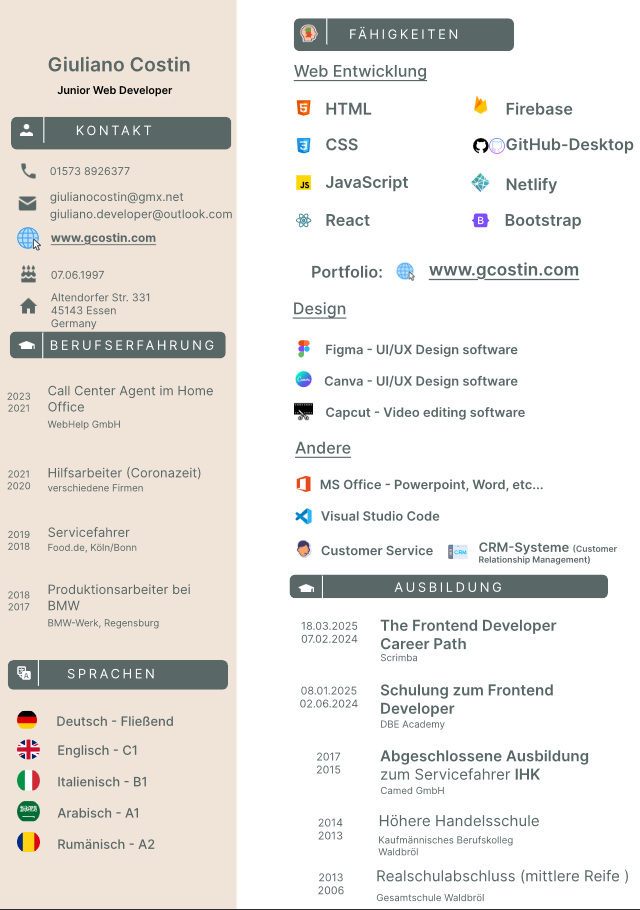 Giuliano Costin
Junior Web Developer
KONTAKT
01573 8926377
giulianocostin@gmx.net
giuliano.developer@outlook.com
www.gcostin.com
07.06.1997
Altendorfer Str. 331
45143 Essen
Germany
BERUFSERFAHRUNG
2023
2021
Call Center Agent im Home
Office
WebHelp GmbH
2021
2020
Hilfsarbeiter (Coronazeit)
verschiedene Firmen
2019
2018
Servicefahrer
Food.de, Köln/Bonn
2018
2017
Produktionsarbeiter bei
BMW
BMW-Werk, Regensburg
SPRACHEN
Deutsch - Fließend
Englisch - C1
Italienisch - B1
Arabisch - A1
Rumänisch - A2
FÄHIGKEITEN
Web Entwicklung
HTML
Firebase
CSS
GitHub-Desktop
JS
JavaScript
Netlify
React
B
Bootstrap
Portfolio:
www.gcostin.com
Design
Figma - UI/UX Design software
Canva - UI/UX Design software
Capcut - Video editing software
Andere
MS Office - Powerpoint, Word, etc...
Visual Studio Code
Customer Service
CRM
CRM-Systeme (Customer
Relationship Management)
AUSBILDUNG
18.03.2025
07.02.2024
The Frontend Developer
Career Path
Scrimba
08.01.2025
02.06.2024
Schulung zum Frontend
Developer
DBE Academy
2017
2015
Abgeschlossene Ausbildung
zum Servicefahrer IHK
Camed GmbH
2014
2013
Höhere Handelsschule
Kaufmännisches Berufskolleg
Waldbröl
2013
2006
Realschulabschluss (mittlere Reife )
Gesamtschule Waldbröl